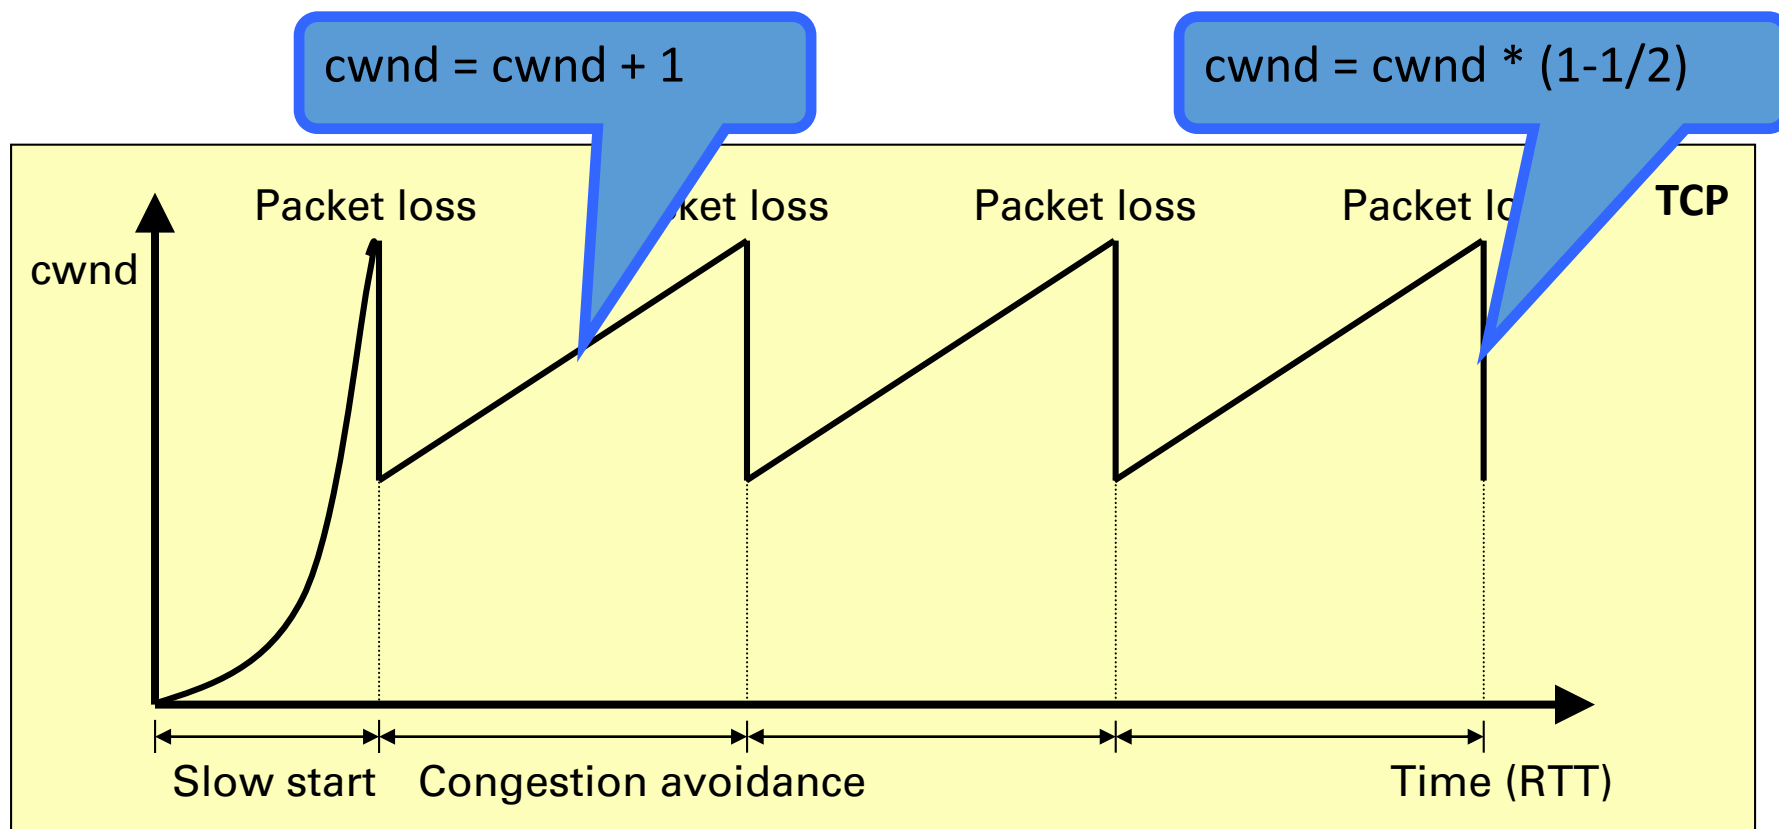 cwnd = cwnd + 1
cwnd = cwnd * (1-1/2)
Packet loss
ket loss
Packet loss
Packet lo
TCP
cwnd
Slow start
Congestion avoidance
Time (RTT)